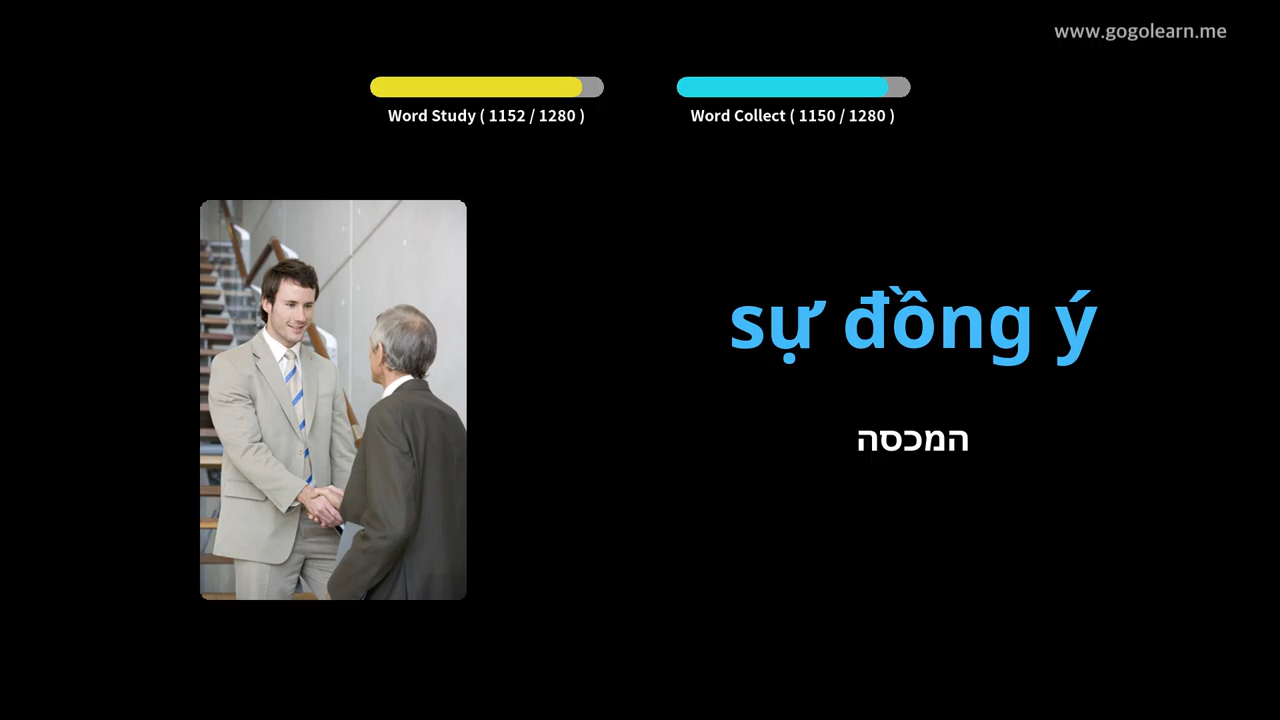 www.gogolearn.me
Word Study ( 1152 / 1280 )
Word Collect ( 1150 / 1280 )
sự đồng ý
המכסה